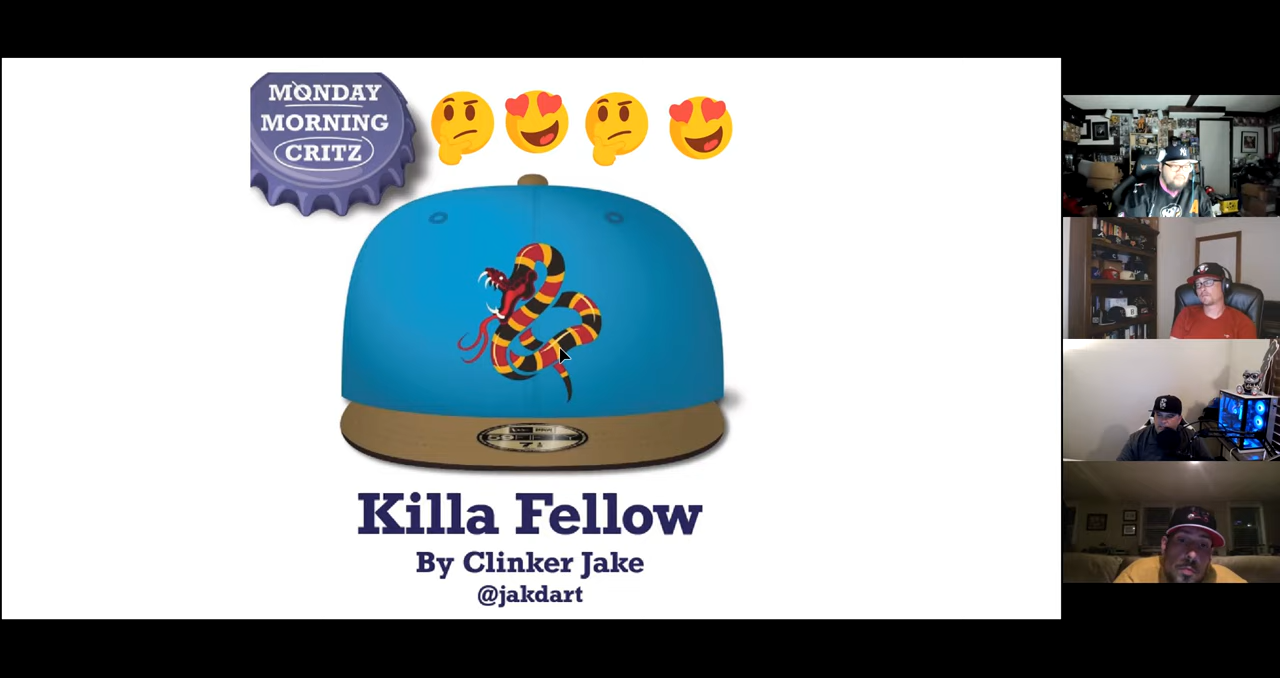 MONDAY
MORNING
CRITZ
Killa Fellow
By Clinker Jake
@jakdart